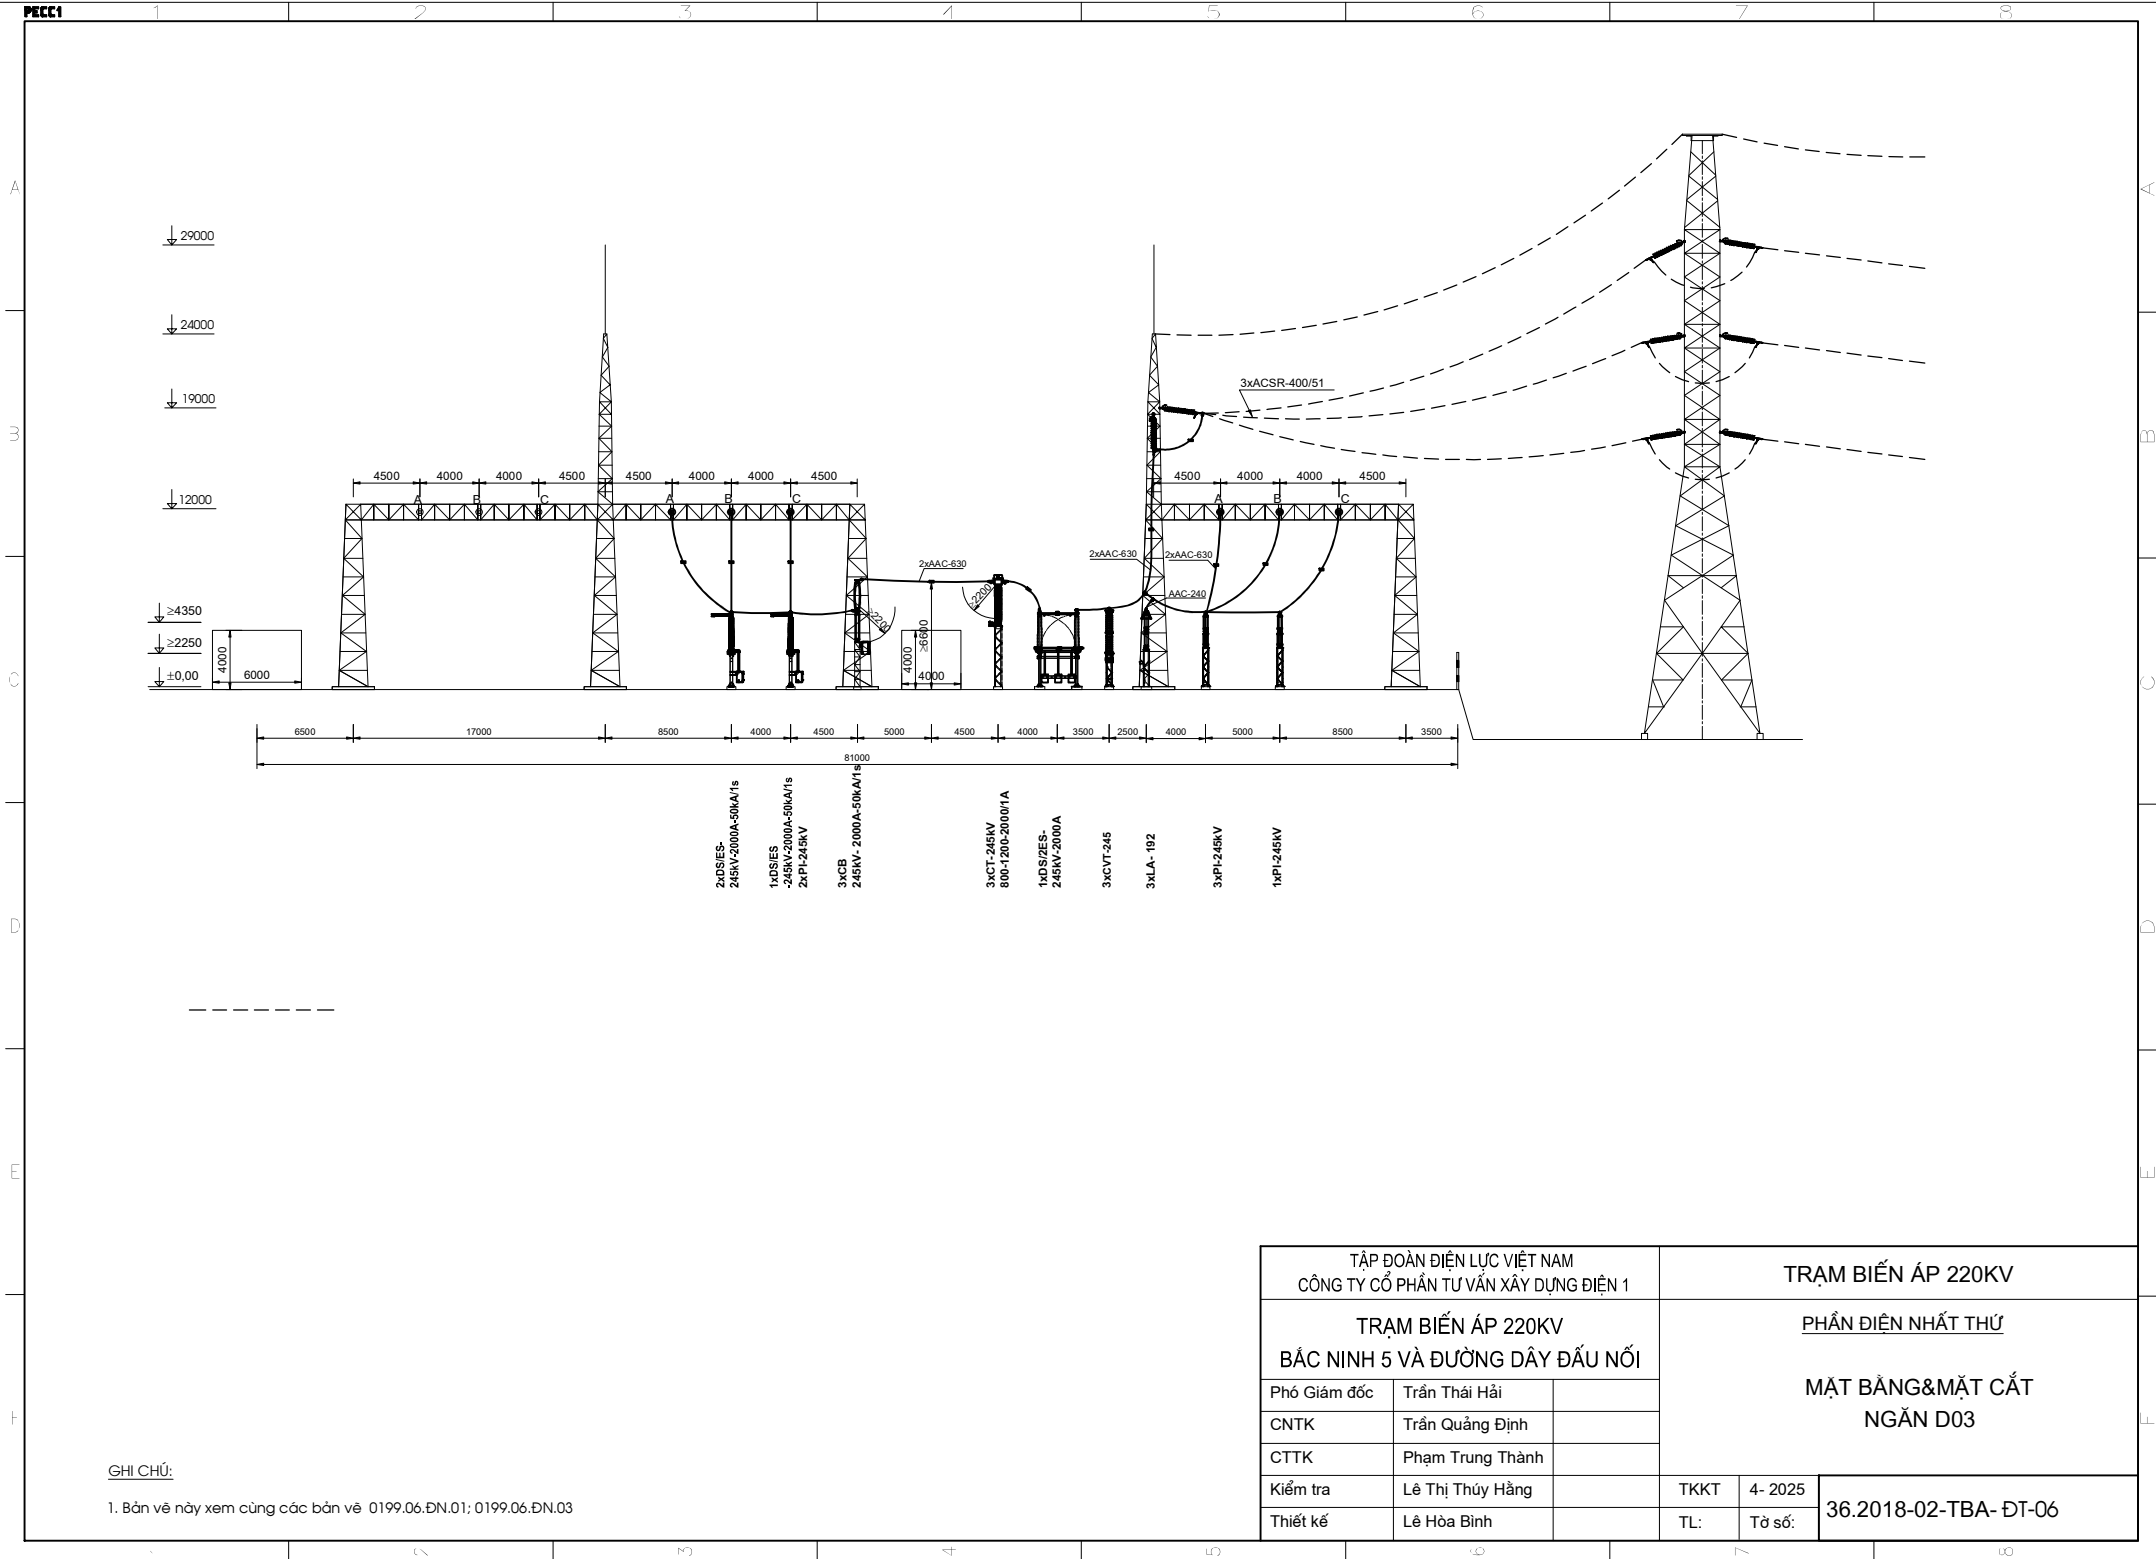 PECC1
1 2 3 4 5 6 7 8
A A
29000
24000
3xACSR-400/51
19000
B B
4500 4000 4000 4500 4500 4000 4000 4500 4500 4000 4000 4500
12000
A B C A B C A B C
2xAAC-630 2xAAC-630 2xAAC-630
≥2200 AAC-240
≥4350
≥2200
≥2250 4000 4000 ≥6600
±0,00 6000 4000
C C
6500 17000 8500 4000 4500 5000 4500 4000 3500 2500 4000 5000 8500 3500
81000
2xDS/ES-
245kV-2000A-50kA/1s
1xDS/ES
-245kV-2000A-50kA/1s
2xPI-245kV
3xCB
245kV- 2000A-50kA/1s
3xCT-245kV
800-1200-2000/1A
1xDS/2ES-
245kV-2000A
3xCVT-245
3xLA- 192
3xPI-245kV
1xPI-245kV
D D
E E
TẬP ĐOÀN ĐIỆN LỰC VIỆT NAM
CÔNG TY CỔ PHẦN TƯ VẤN XÂY DỰNG ĐIỆN 1
TRẠM BIẾN ÁP 220KV
TRẠM BIẾN ÁP 220KV
BẮC NINH 5 VÀ ĐƯỜNG DÂY ĐẤU NỐI
PHẦN ĐIỆN NHẤT THỨ
MẶT BẰNG&MẶT CẮT
NGĂN D03
Phó Giám đốc Trần Thái Hải
CNTK Trần Quảng Định
CTTK Phạm Trung Thành
Kiểm tra Lê Thị Thúy Hằng TKKT 4- 2025
Thiết kế Lê Hòa Bình TL: Tờ số:
36.2018-02-TBA- ĐT-06
F F
GHI CHÚ:
1. Bản vẽ này xem cùng các bản vẽ 0199.06.ĐN.01; 0199.06.ĐN.03